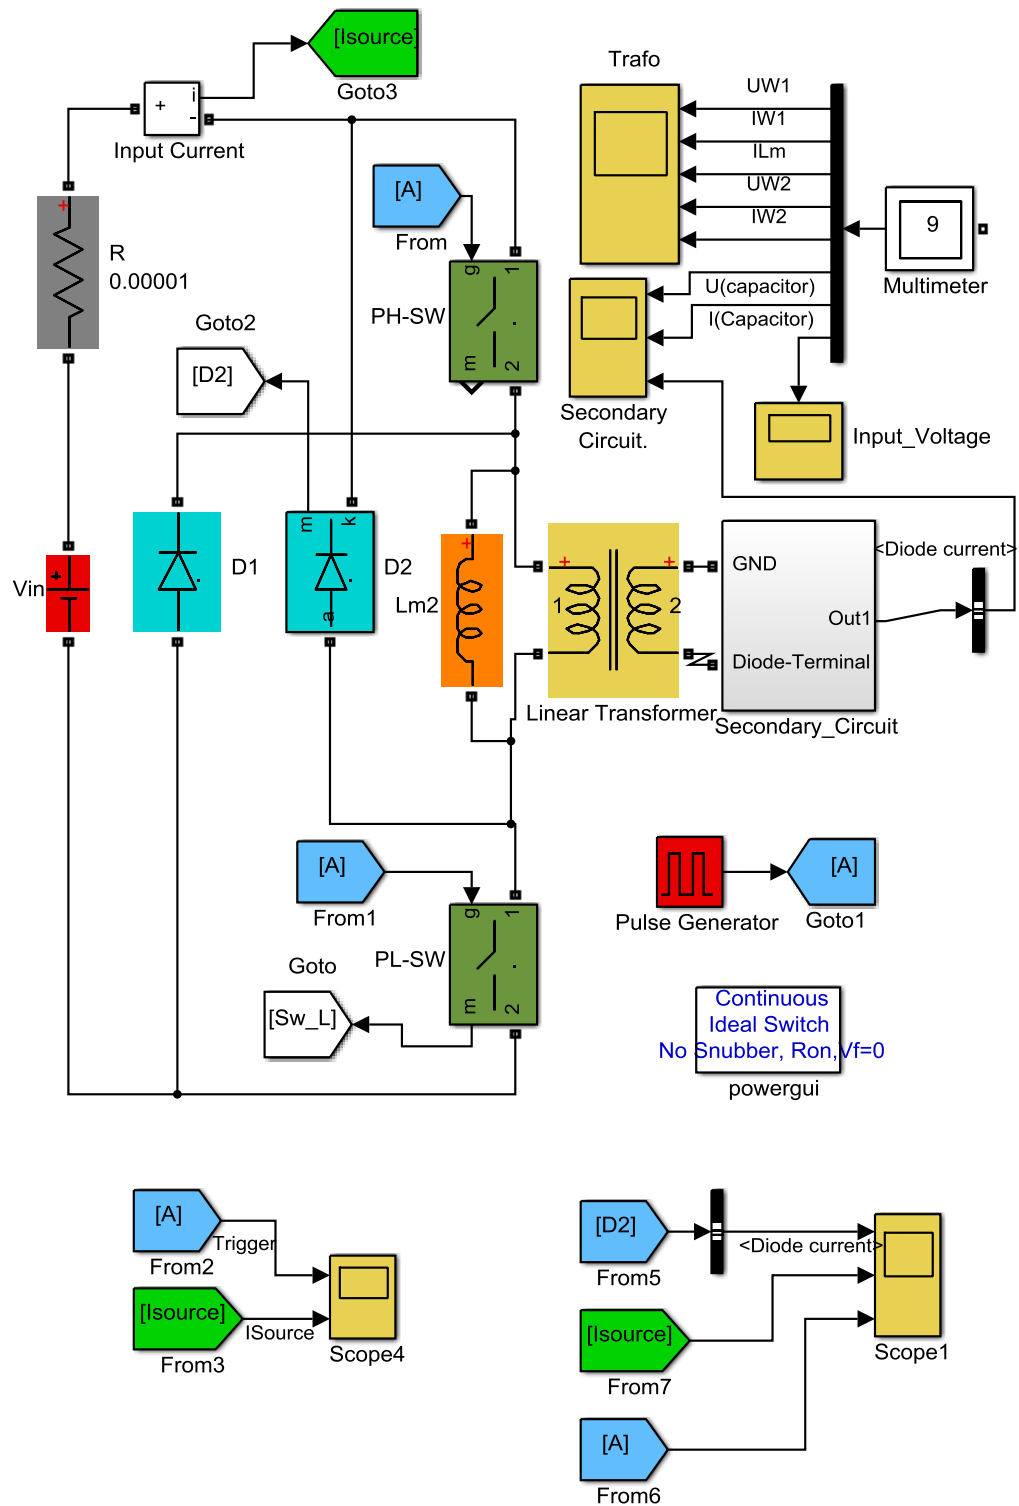 [Isource]
Goto3
+
i
-
Input Current
Trafo
UW1
IW1
ILm
UW2
IW2
U(capacitor)
I(Capacitor)
9
Multimeter
[A]
From
+
R
0.00001
g
1
PH-SW
m
2
Goto2
[D2]
Secondary
Circuit.
Input_Voltage
Vin
+
D1
m
k
a
D2
+
Lm2
+
+
1
2
Linear Transformer
GND
Out1
Diode-Terminal
Secondary_Circuit
<Diode current>
[A]
From1
g
1
PL-SW
m
2
Goto
[Sw_L]
Pulse Generator
[A]
Goto1
Continuous
Ideal Switch
No Snubber, Ron,Vf=0
powergui
[A]
From2
Trigger
[Isource]
From3
ISource
Scope4
[D2]
From5
<Diode current>
[Isource]
From7
Scope1
[A]
From6